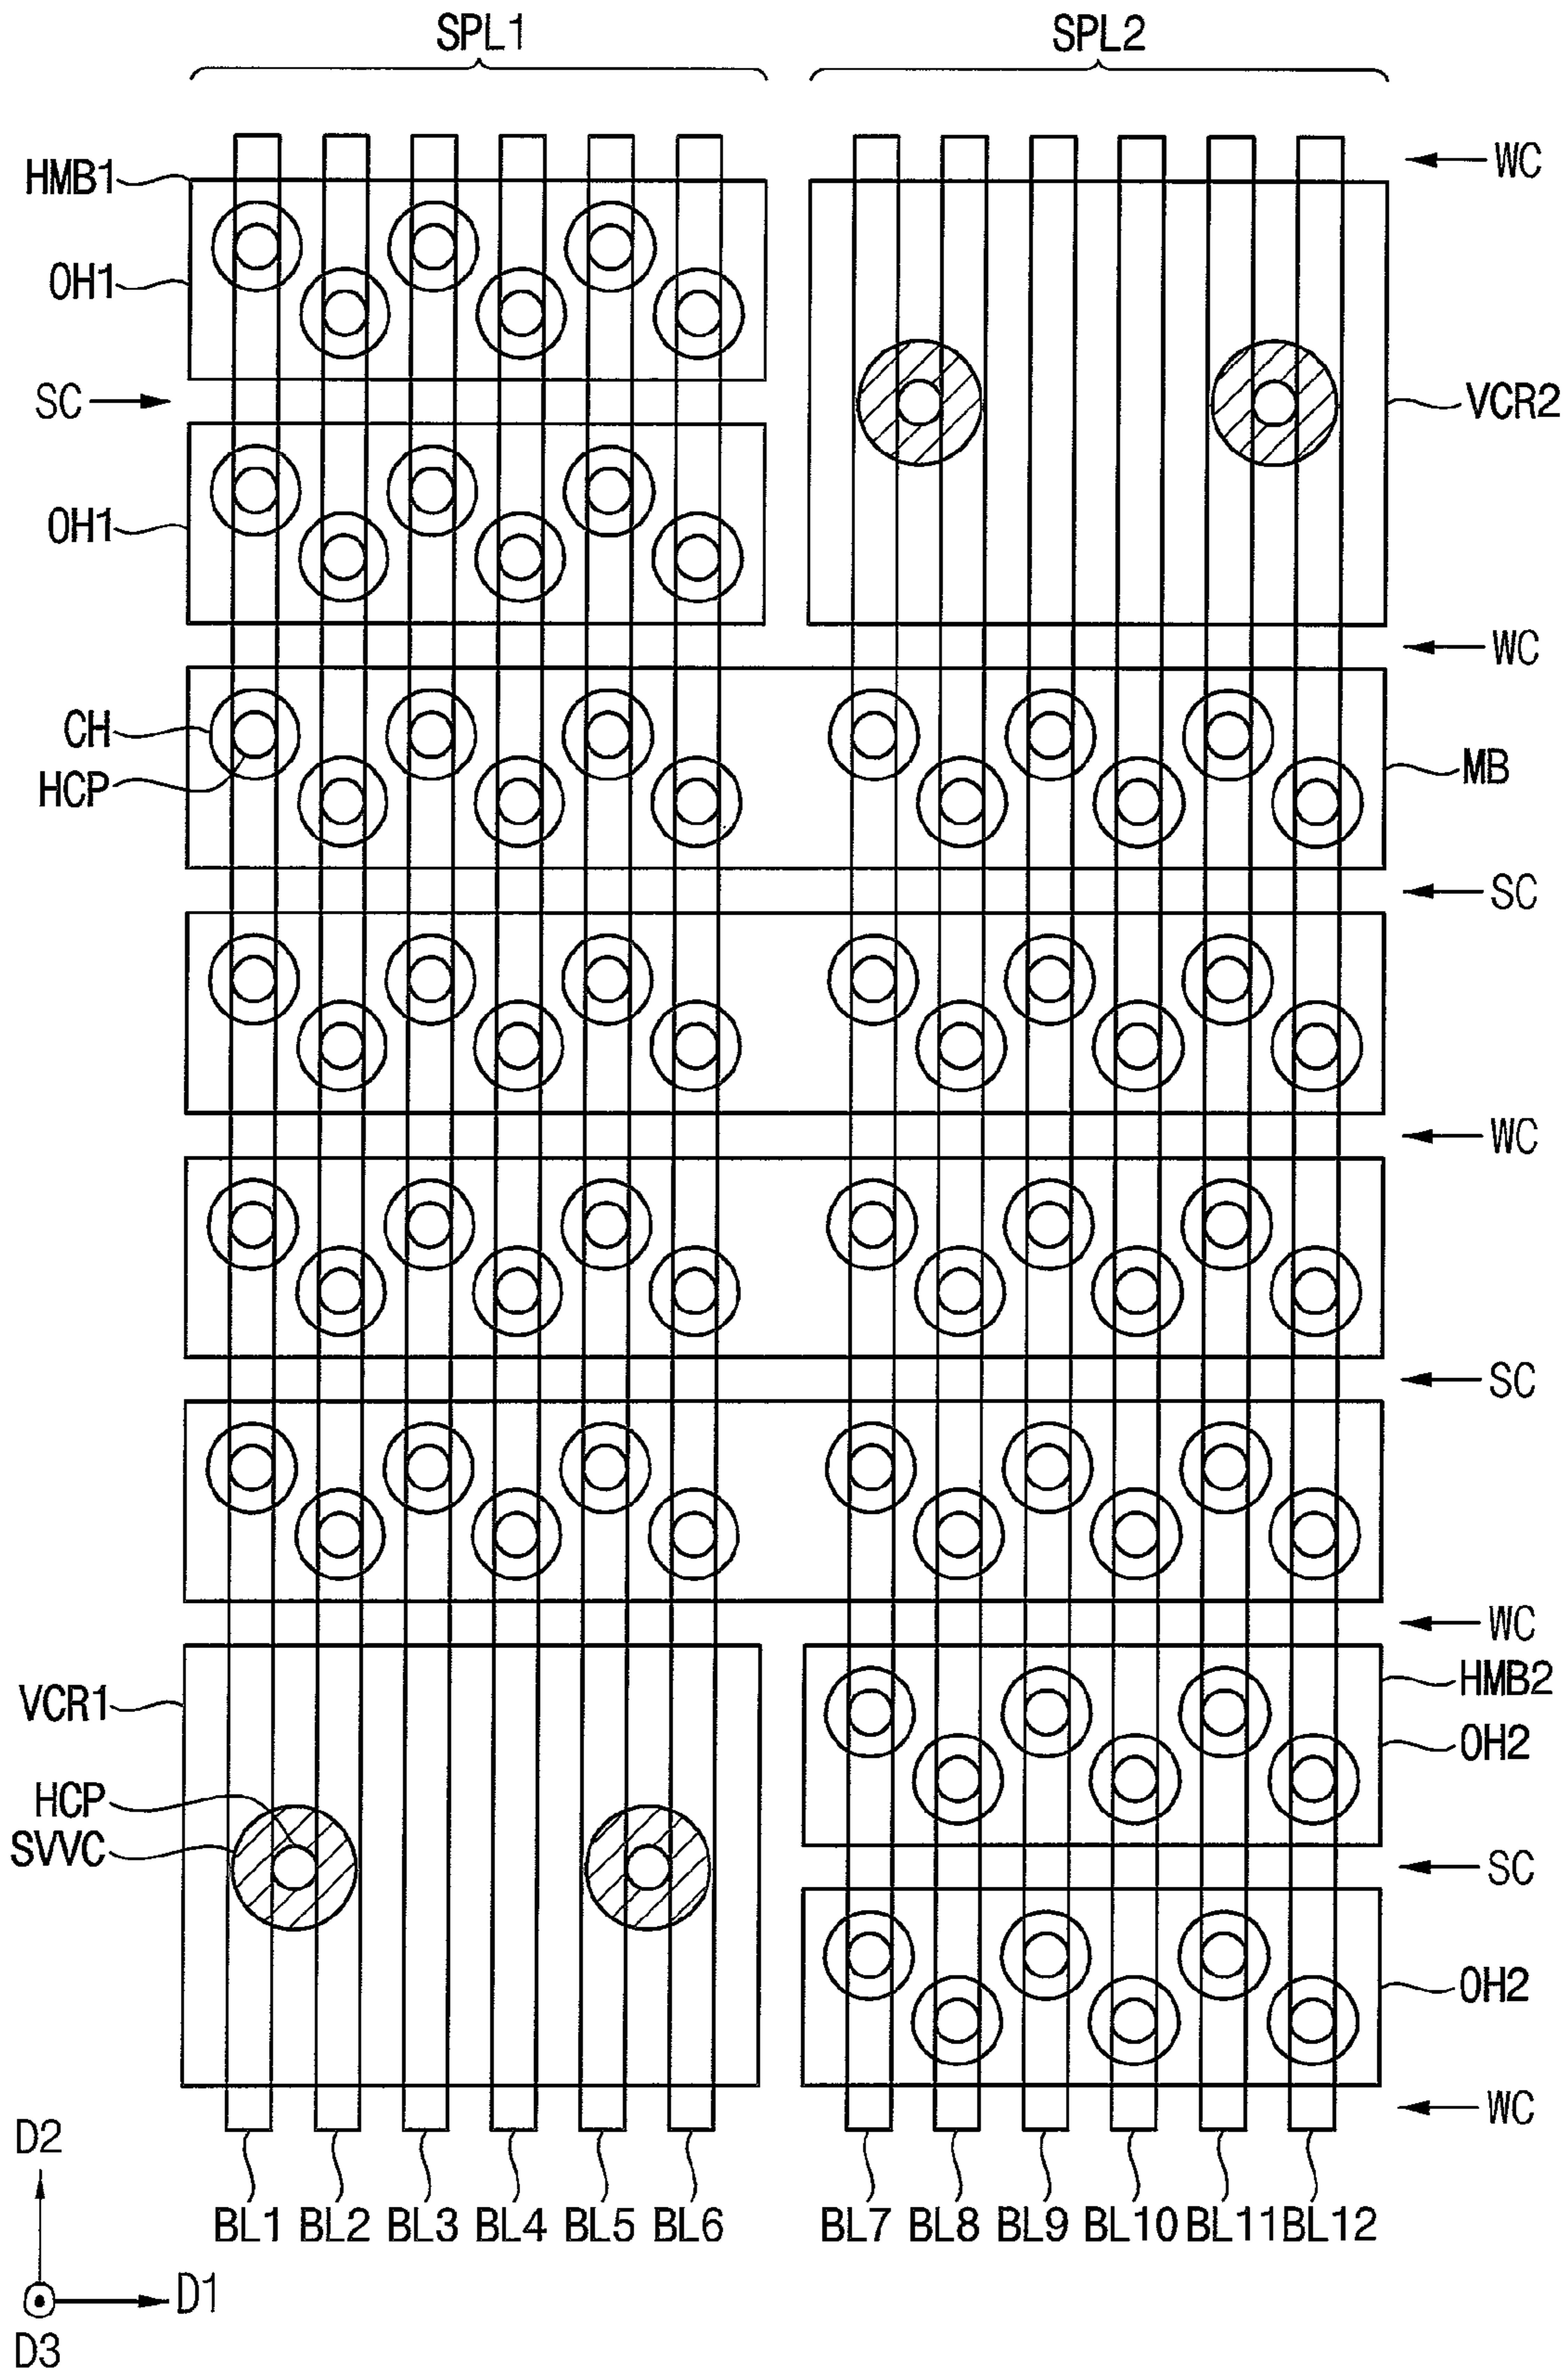 SPL1
SPL2
WC
HMB1
OH1
SC
VCR2
OH1
WC
CH
HCP
MB
SC
WC
SC
WC
VCR1
HMB2
OH2
HCP
SVVC
SC
OH2
WC
D2
BL1 BL2 BL3 BL4 BL5 BL6 BL7 BL8 BL9 BL10 BL11 BL12
D1
D3